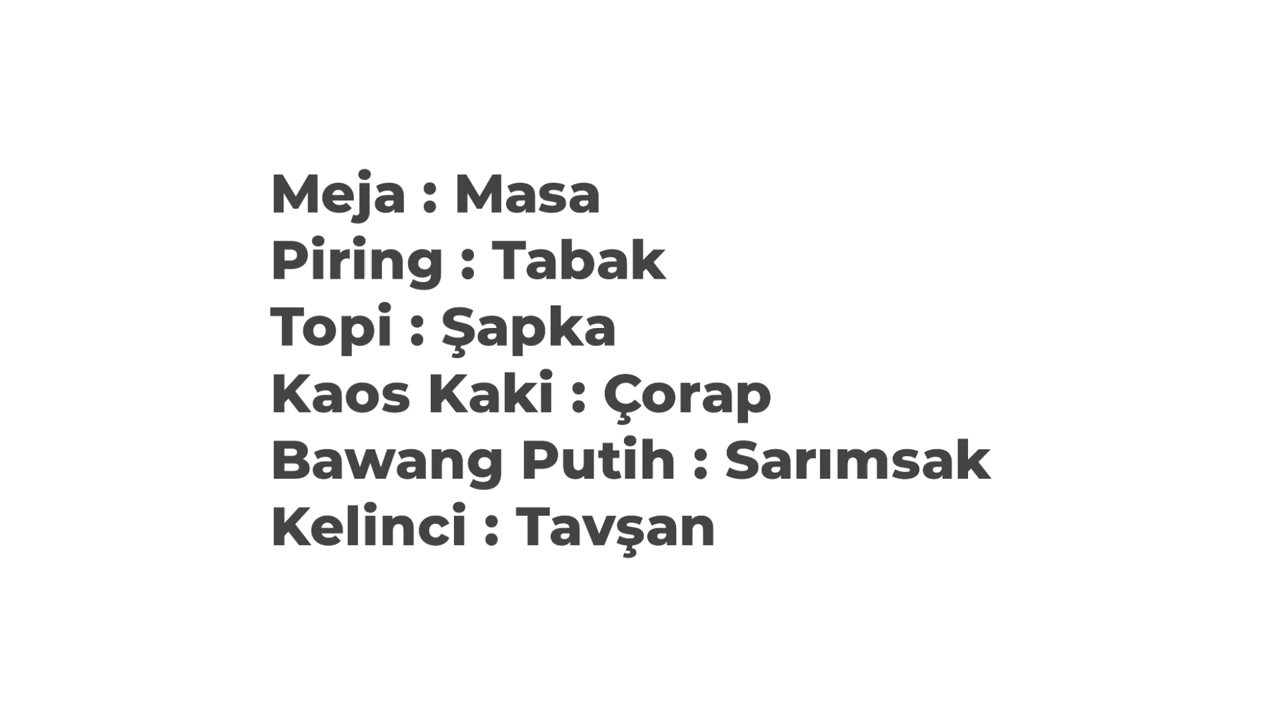 Meja : Masa
Piring : Tabak
Topi : Şapka
Kaos Kaki : Çorap
Bawang Putih : Sarımsak
Kelinci : Tavşan